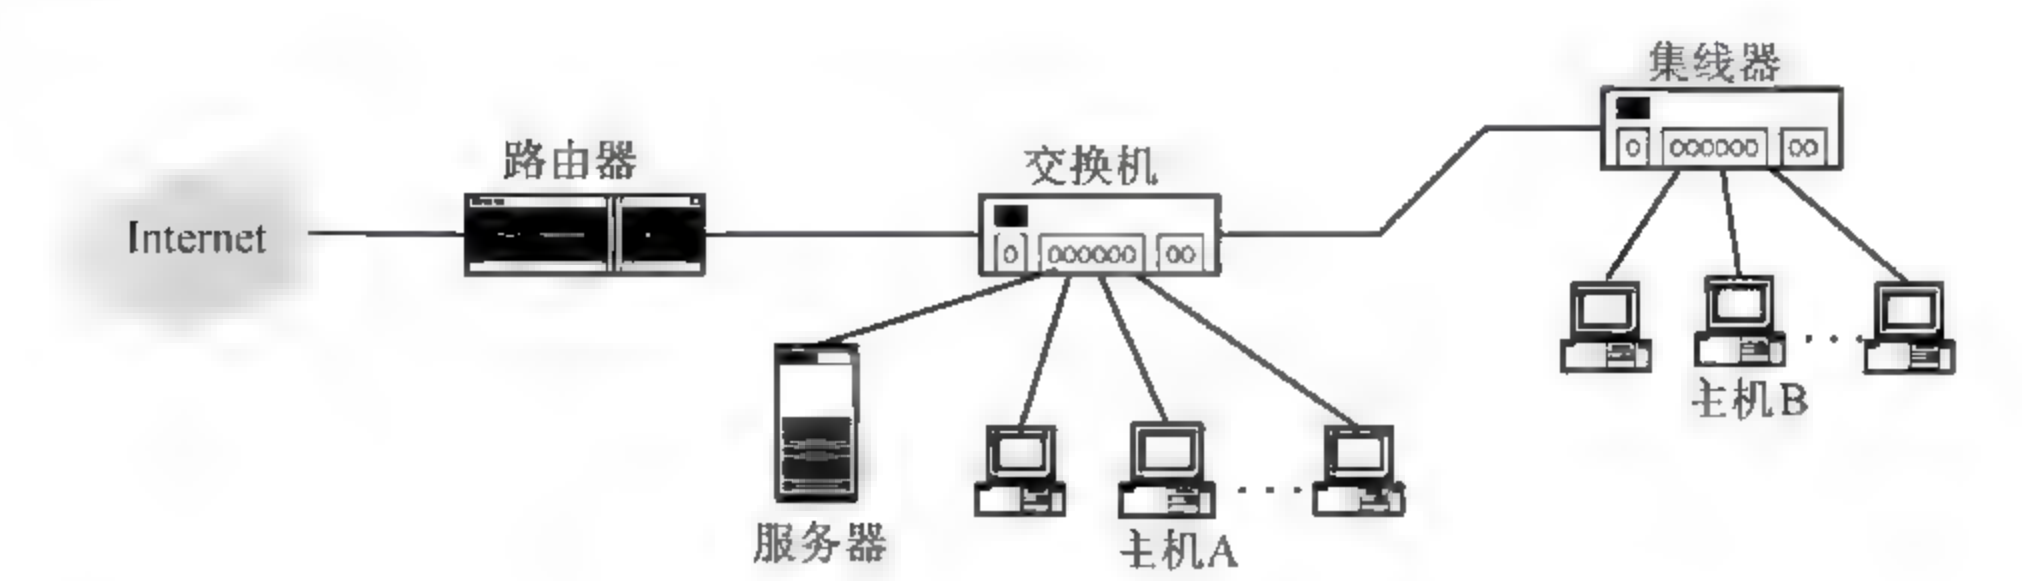 集线器
路由器
交换机
Internet
主机B
服务器
主机A